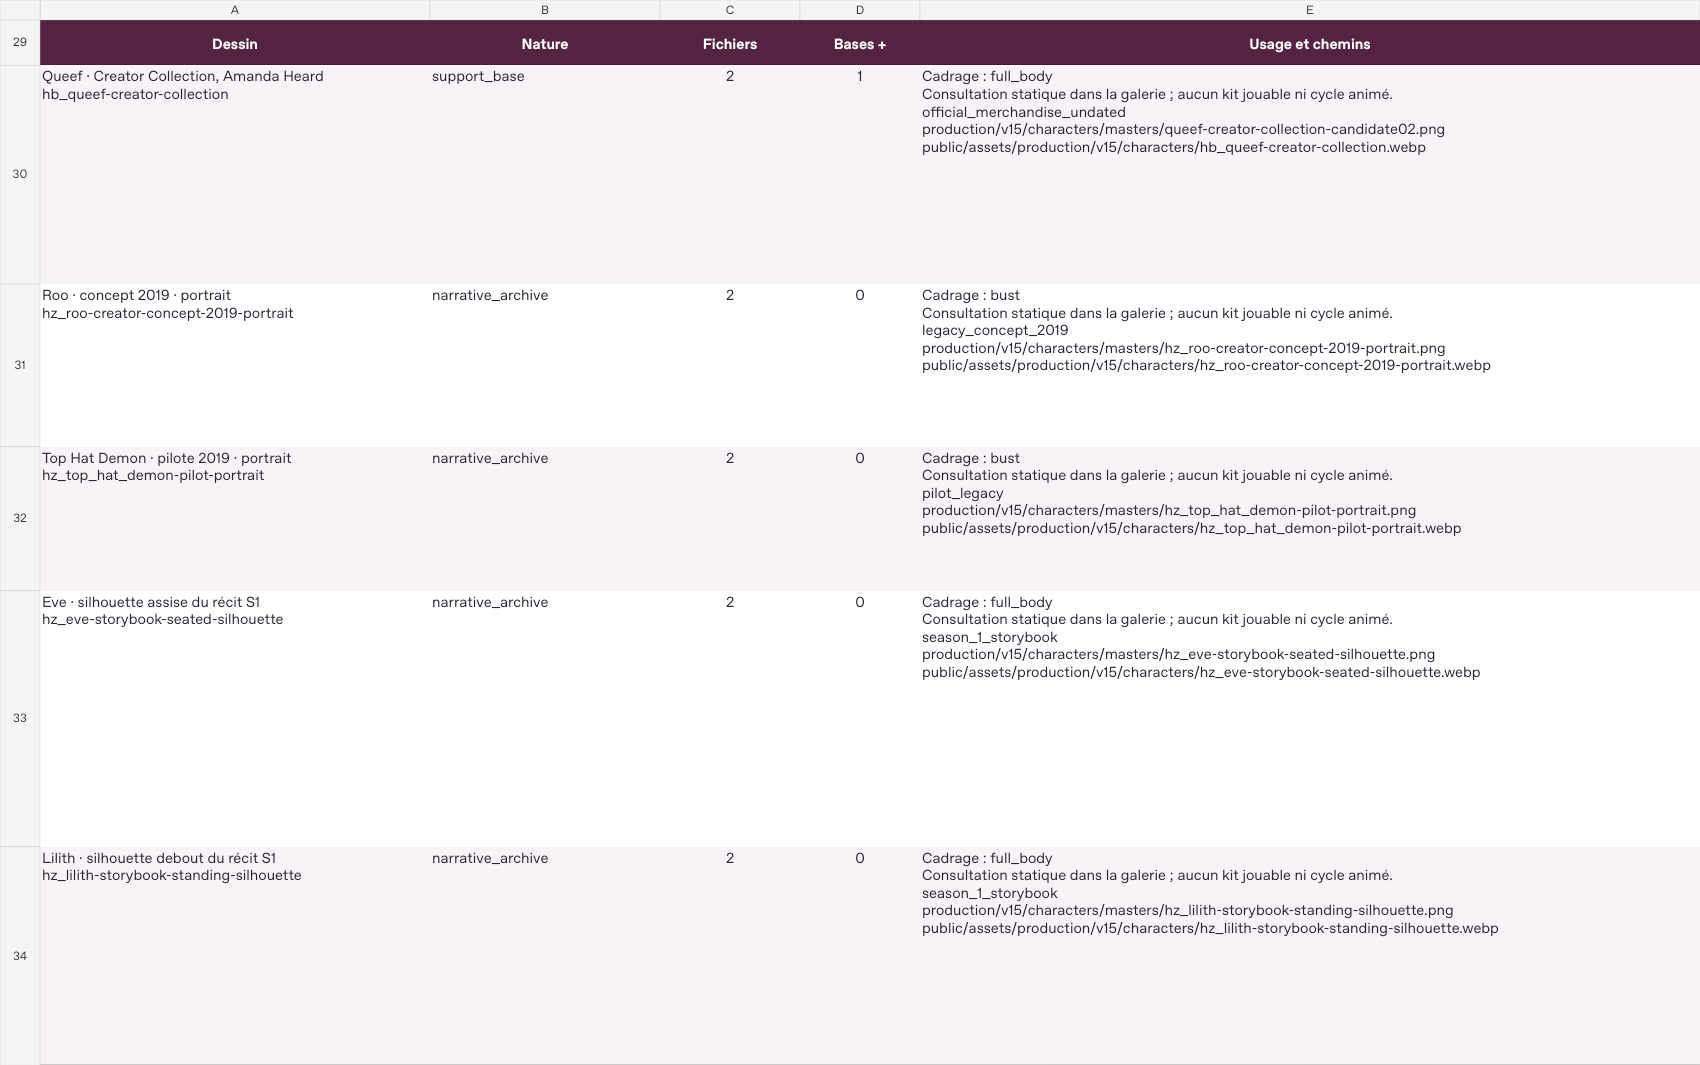 A B C D E
29 Dessin Nature Fichiers Bases + Usage et chemins
30
Queef · Creator Collection, Amanda Heard
hb_queef-creator-collection
support_base
2
1
Cadrage : full_body
Consultation statique dans la galerie ; aucun kit jouable ni cycle animé.
official_merchandise_undated
production/v15/characters/masters/queef-creator-collection-candidate02.png
public/assets/production/v15/characters/hb_queef-creator-collection.webp
31
Roo · concept 2019 · portrait
hz_roo-creator-concept-2019-portrait
narrative_archive
2
0
Cadrage : bust
Consultation statique dans la galerie ; aucun kit jouable ni cycle animé.
legacy_concept_2019
production/v15/characters/masters/hz_roo-creator-concept-2019-portrait.png
public/assets/production/v15/characters/hz_roo-creator-concept-2019-portrait.webp
32
Top Hat Demon · pilote 2019 · portrait
hz_top_hat_demon-pilot-portrait
narrative_archive
2
0
Cadrage : bust
Consultation statique dans la galerie ; aucun kit jouable ni cycle animé.
pilot_legacy
production/v15/characters/masters/hz_top_hat_demon-pilot-portrait.png
public/assets/production/v15/characters/hz_top_hat_demon-pilot-portrait.webp
33
Eve · silhouette assise du récit S1
hz_eve-storybook-seated-silhouette
narrative_archive
2
0
Cadrage : full_body
Consultation statique dans la galerie ; aucun kit jouable ni cycle animé.
season_1_storybook
production/v15/characters/masters/hz_eve-storybook-seated-silhouette.png
public/assets/production/v15/characters/hz_eve-storybook-seated-silhouette.webp
34
Lilith · silhouette debout du récit S1
hz_lilith-storybook-standing-silhouette
narrative_archive
2
0
Cadrage : full_body
Consultation statique dans la galerie ; aucun kit jouable ni cycle animé.
season_1_storybook
production/v15/characters/masters/hz_lilith-storybook-standing-silhouette.png
public/assets/production/v15/characters/hz_lilith-storybook-standing-silhouette.webp